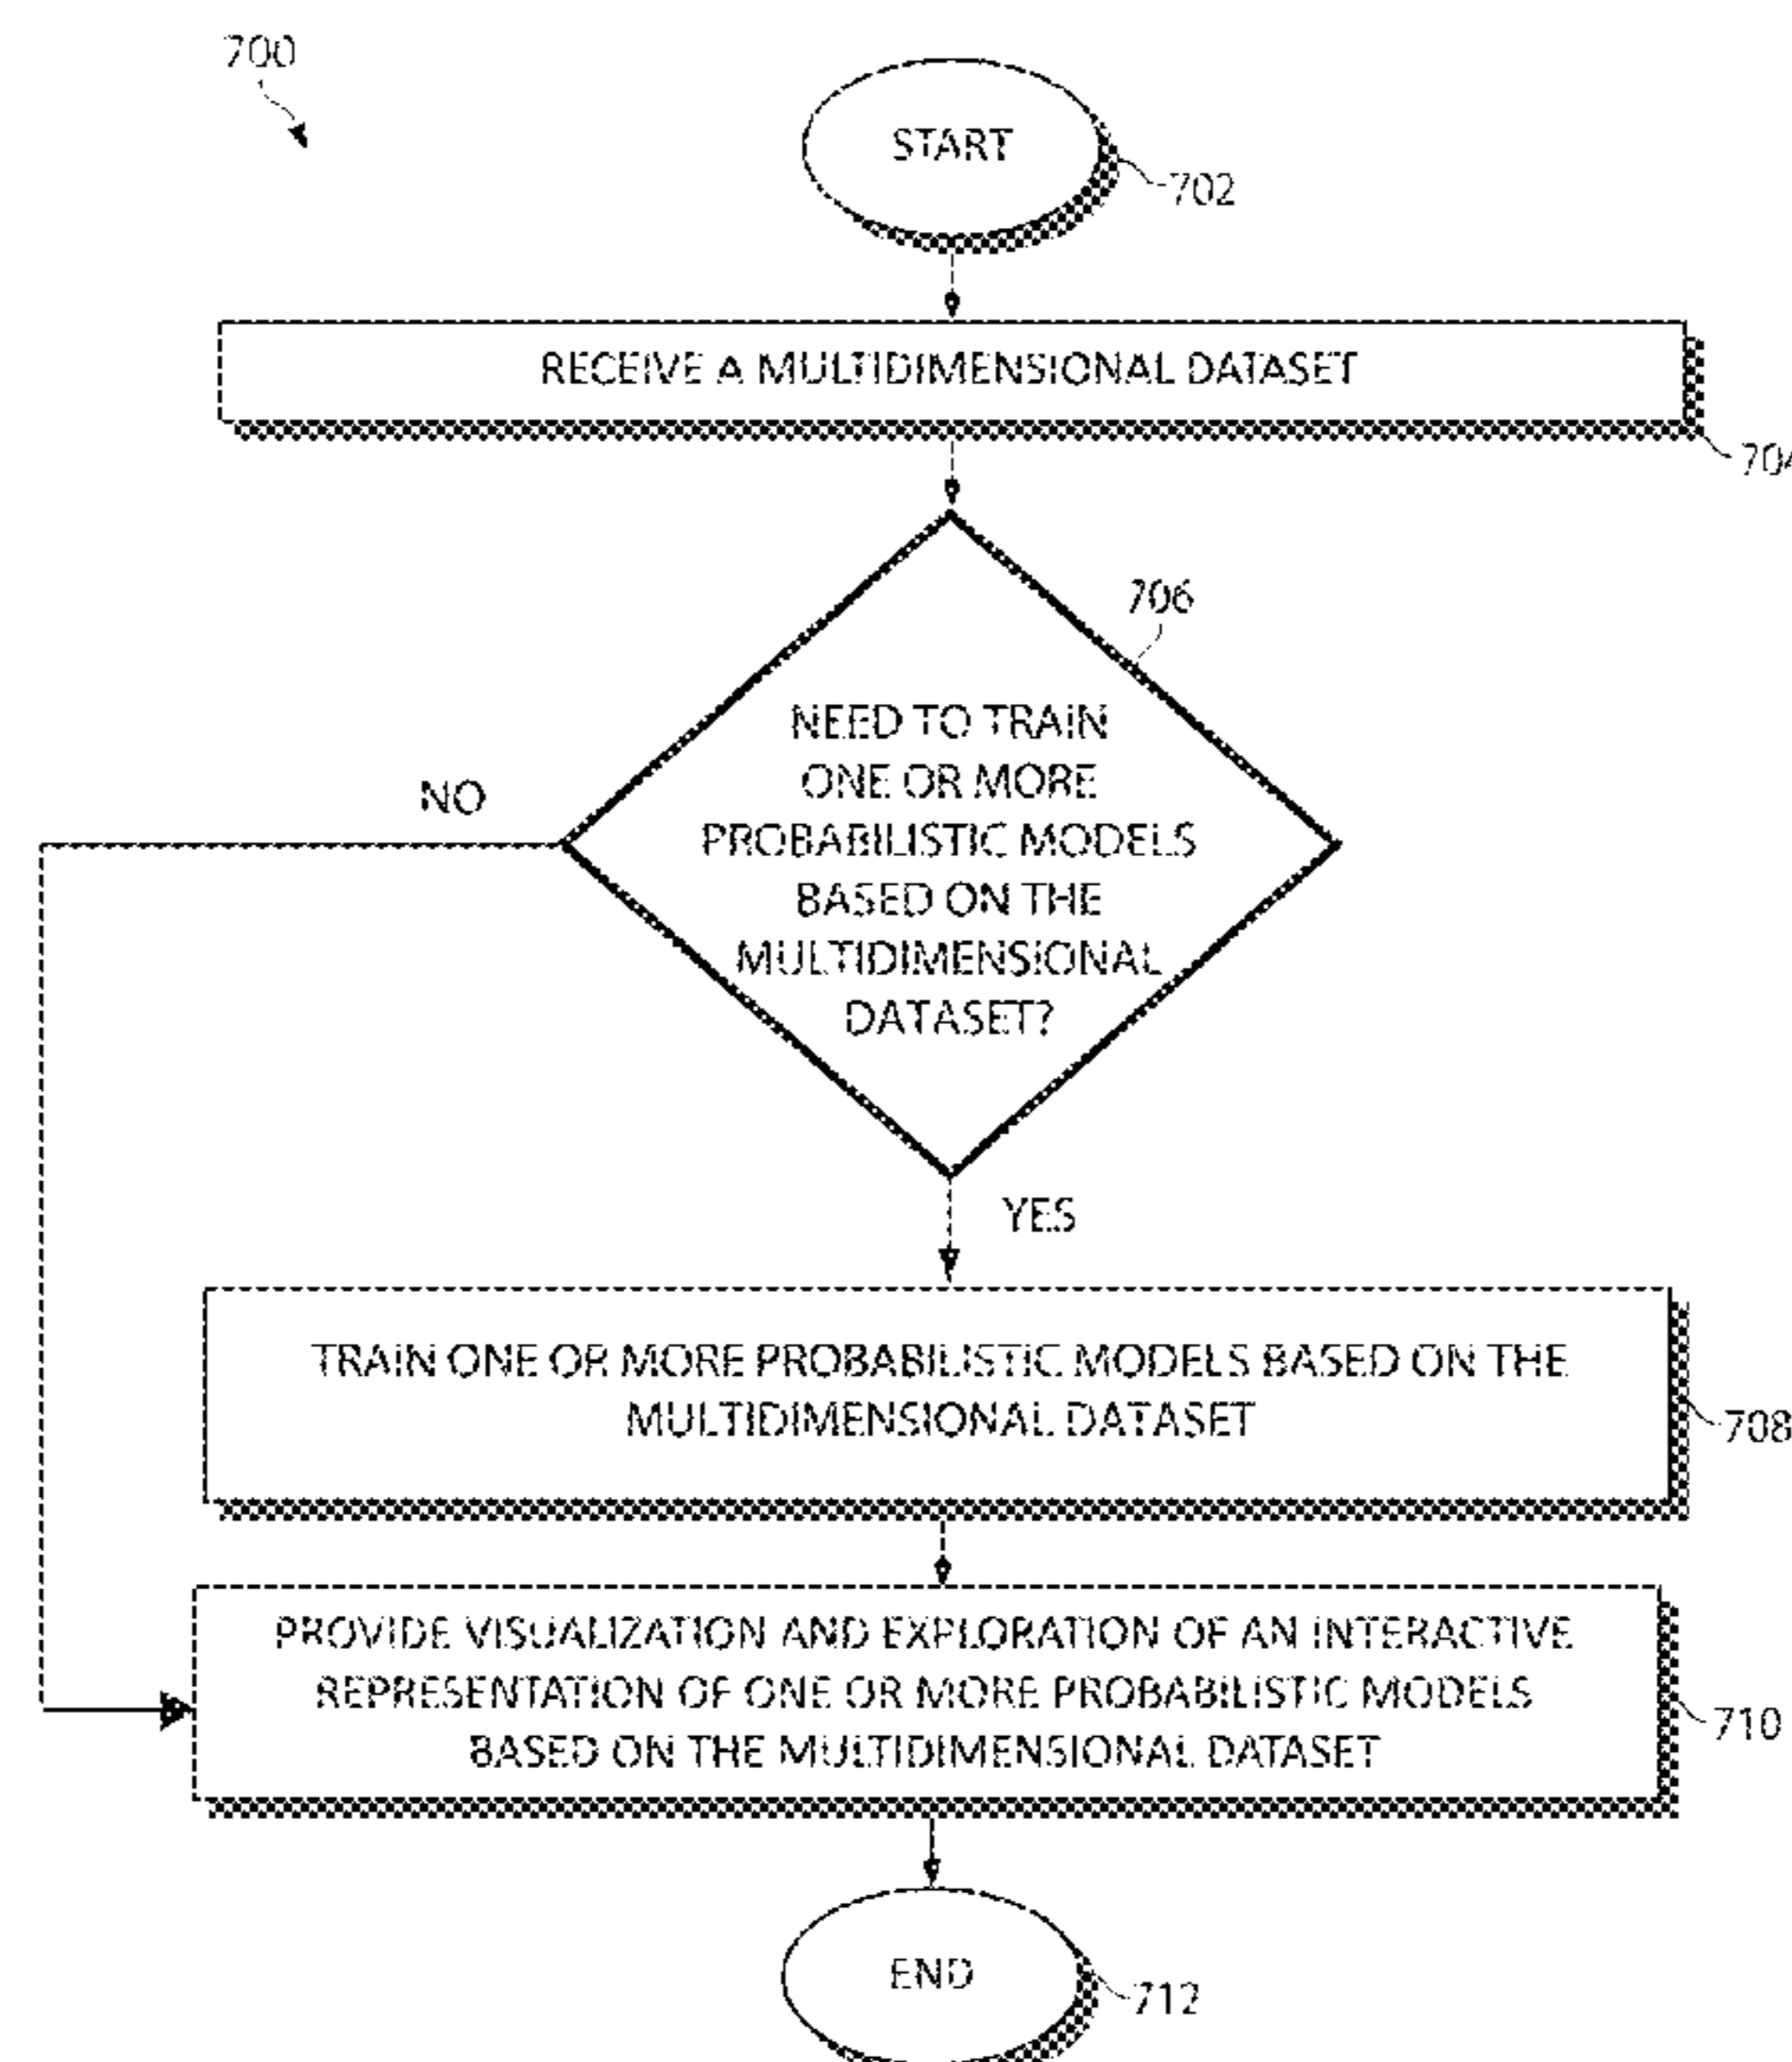 700
START
702
RECEIVE A MULTIDIMENSIONAL DATASET
704
706
NEED TO TRAIN
ONE OR MORE
PROBABILISTIC MODELS
BASED ON THE
MULTIDIMENSIONAL
DATASET?
NO
YES
TRAIN ONE OR MORE PROBABILISTIC MODELS BASED ON THE
MULTIDIMENSIONAL DATASET
708
PROVIDE VISUALIZATION AND EXPLORATION OF AN INTERACTIVE
REPRESENTATION OF ONE OR MORE PROBABILISTIC MODELS
BASED ON THE MULTIDIMENSIONAL DATASET
710
END
712